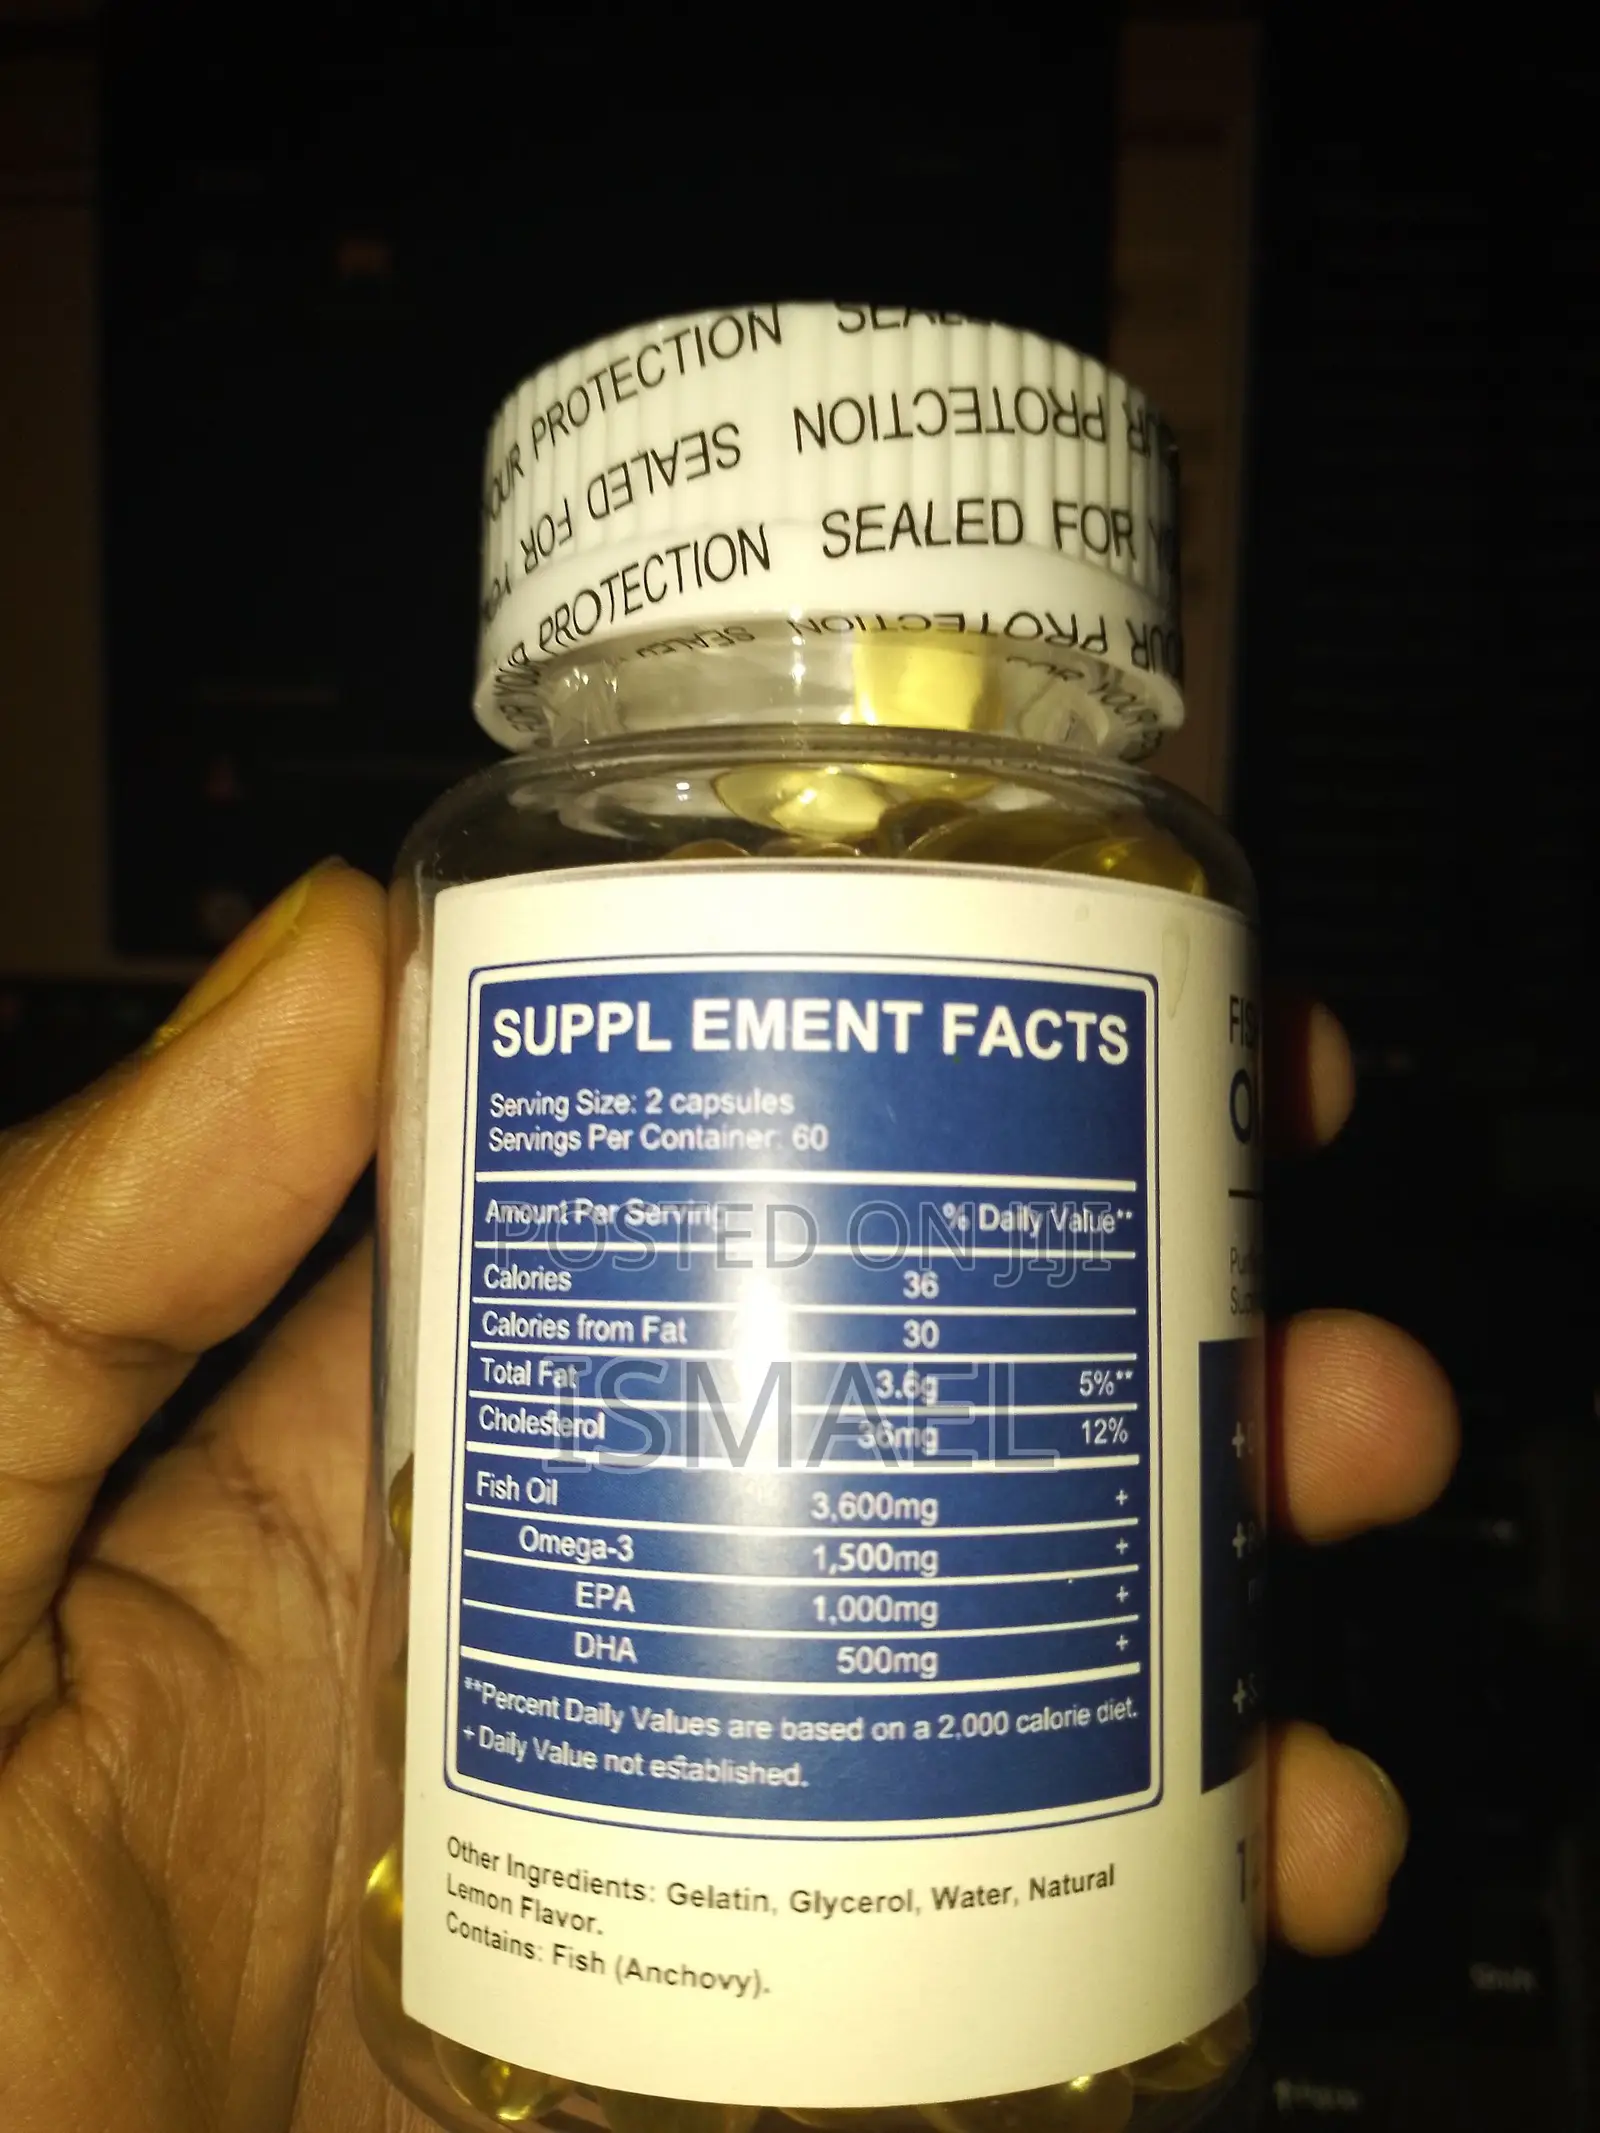 OUR PROTECTION
SEALED FOR
PROTECTION
PROTECTION SEALED FOR
PROTECTION
SUPPL EMENT FACTS
Serving Size: 2 capsules
Servings Per Container: 60
Amount Per Serving % Daily Value**
POSTED ON JIJI
Calories 36
Calories from Fat 30
Total Fat 3.6g 5%**
ISMAEL
Cholesterol 36mg 12%
Fish Oil 3,600mg +
Omega-3 1,500mg +
EPA 1,000mg +
DHA 500mg +
**Percent Daily Values are based on a 2,000 calorie diet.
+ Daily Value not established.
Other Ingredients: Gelatin, Glycerol, Water, Natural
Lemon Flavor.
Contains: Fish (Anchovy).